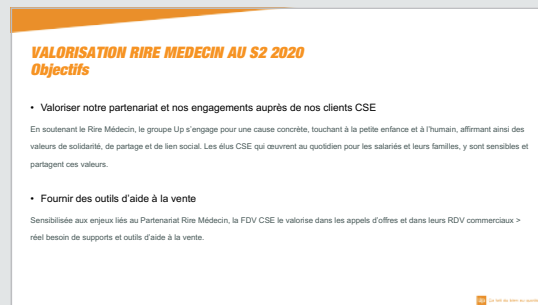 VALORISATION RIRE MEDECIN AU S2 2020
Objectifs
• Valoriser notre partenariat et nos engagements auprès de nos clients CSE
En soutenant le Rire Médecin, le groupe Up s'engage pour une cause concrète, touchant à la petite enfance et à l'humain, affirmant ainsi des
valeurs de solidarité, de partage et de lien social. Les élus CSE qui œuvrent au quotidien pour les salariés et leurs familles, y sont sensibles et
partagent ces valeurs.
• Fournir des outils d'aide à la vente
Sensibilisée aux enjeux liés au Partenariat Rire Médecin, la FDV CSE le valorise dans les appels d'offres et dans leurs RDV commerciaux >
réel besoin de supports et outils d'aide à la vente.